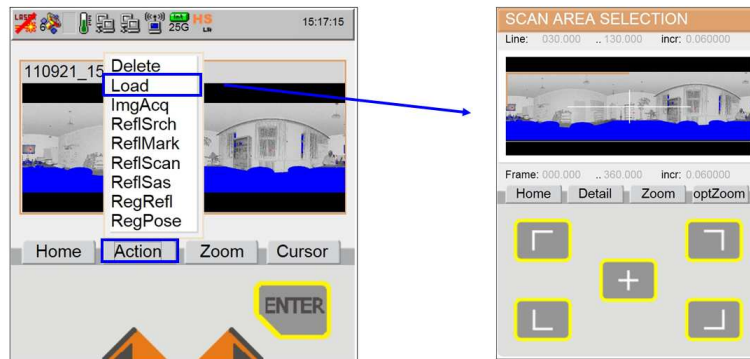 LASER
25G
HS
LN
15:17:15
110921_15
Delete
Load
ImgAcq
ReflSrch
ReflMark
ReflScan
ReflSas
RegRefl
RegPose
Home Action Zoom Cursor
ENTER
SCAN AREA SELECTION
Line: 030.000 .. 130.000 incr: 0.060000
Frame: 000.000 .. 360.000 incr: 0.060000
Home Detail Zoom optZoom